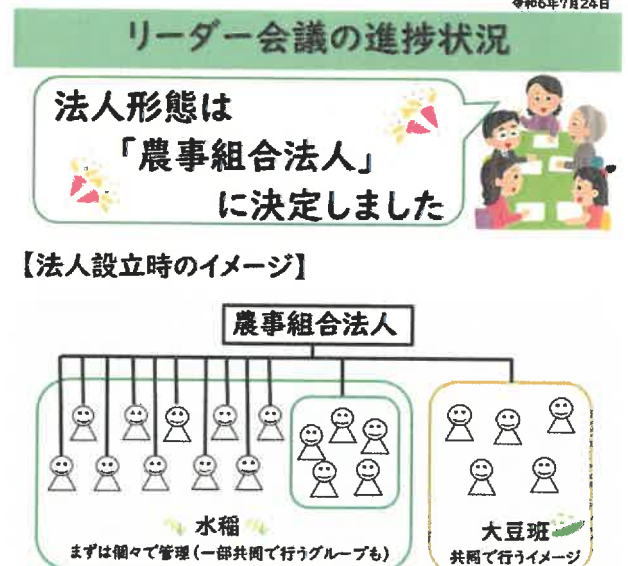 令和6年7月24日
リーダー会議の進捗状況
法人形態は
「農事組合法人」
に決定しました
【法人設立時のイメージ】
農事組合法人
水稲
まずは個々で管理(一部共同で行うグループも)
大豆班
共同で行うイメージ